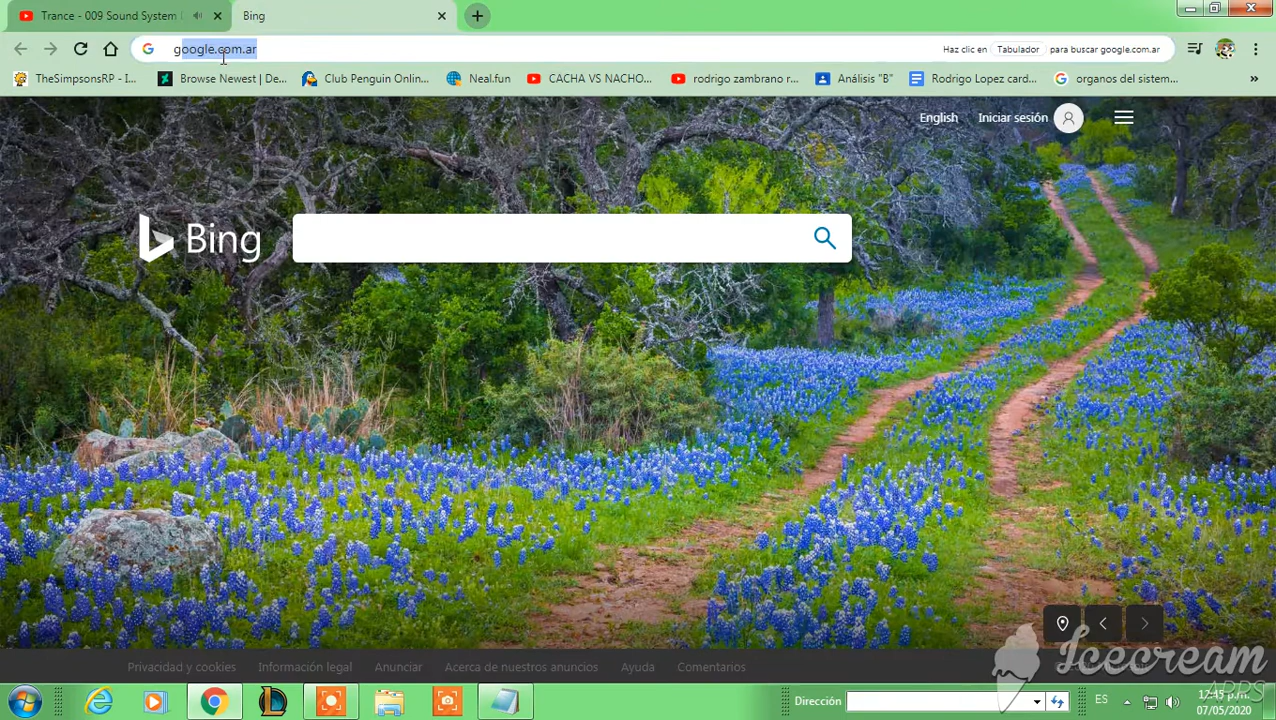 Trance - 009 Sound System
Bing
google.com.ar
Haz clic en Tabulador para buscar google.com.ar
TheSimpsonsRP - I...
Browse Newest | De...
Club Penguin Onlin...
Neal.fun
CACHA VS NACHO...
rodrigo zambrano r...
Análisis "B"
Rodrigo Lopez card...
organos del sistem...
»
English
Iniciar sesión
Bing
Privacidad y cookies
Información legal
Anunciar
Acerca de nuestros anuncios
Ayuda
Comentarios
Icecream
APPS
Dirección
ES
12:45 p.m.
07/05/2020